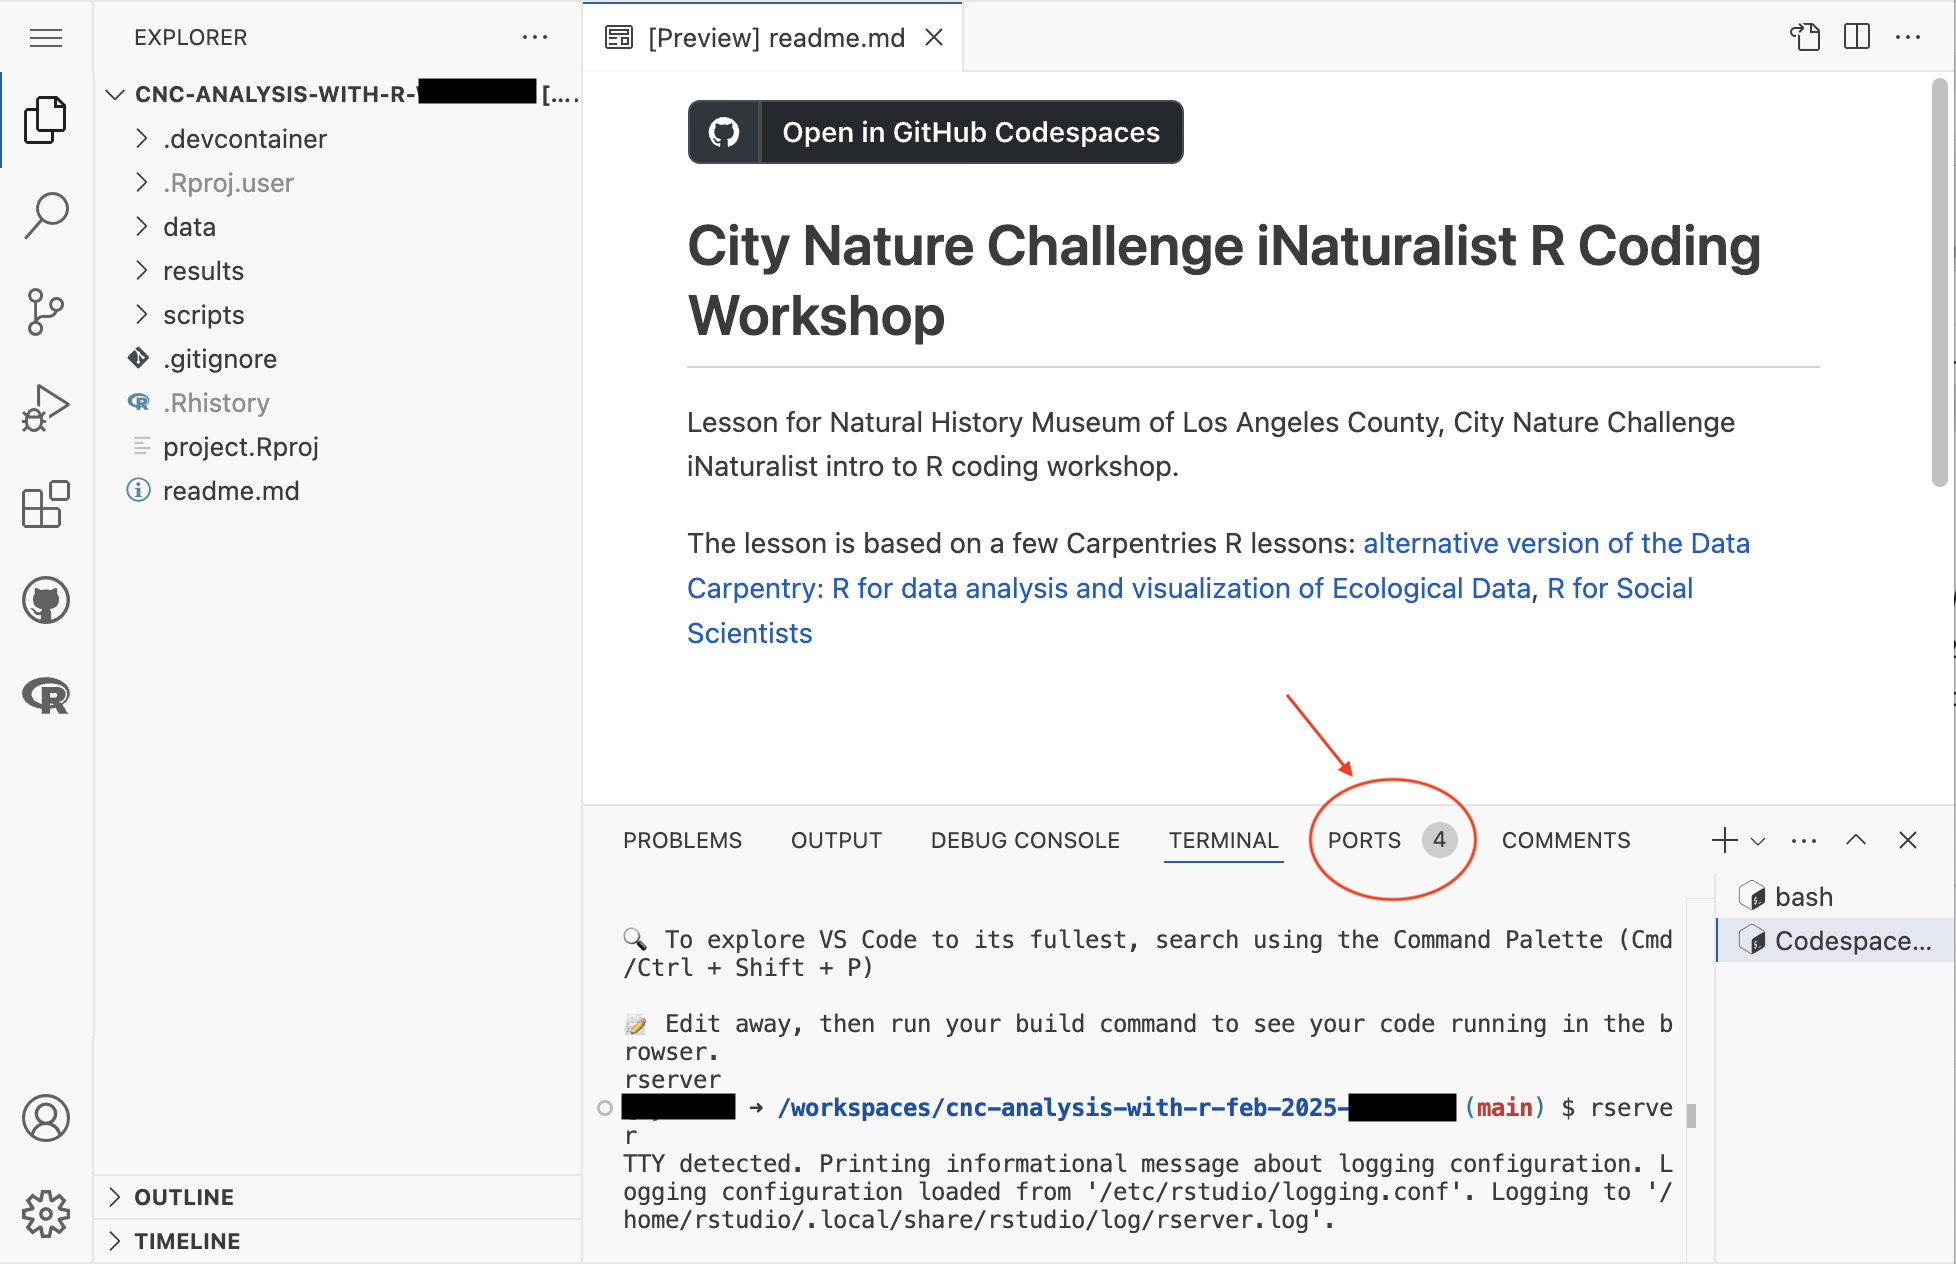 EXPLORER
[Preview] readme.md
CNC-ANALYSIS-WITH-R- [....
.devcontainer
.Rproj.user
data
results
scripts
.gitignore
.Rhistory
project.Rproj
readme.md
OUTLINE
TIMELINE
Open in GitHub Codespaces
City Nature Challenge iNaturalist R Coding
Workshop
Lesson for Natural History Museum of Los Angeles County, City Nature Challenge
iNaturalist intro to R coding workshop.
The lesson is based on a few Carpentries R lessons: alternative version of the Data
Carpentry: R for data analysis and visualization of Ecological Data, R for Social
Scientists
PROBLEMS OUTPUT DEBUG CONSOLE TERMINAL PORTS 4 COMMENTS
bash
Codespace...
To explore VS Code to its fullest, search using the Command Palette (Cmd
/Ctrl + Shift + P)
Edit away, then run your build command to see your code running in the b
rowser.
rserver
➜ /workspaces/cnc-analysis-with-r-feb-2025- (main) $ rserve
r
TTY detected. Printing informational message about logging configuration. L
ogging configuration loaded from '/etc/rstudio/logging.conf'. Logging to '/
home/rstudio/.local/share/rstudio/log/rserver.log'.